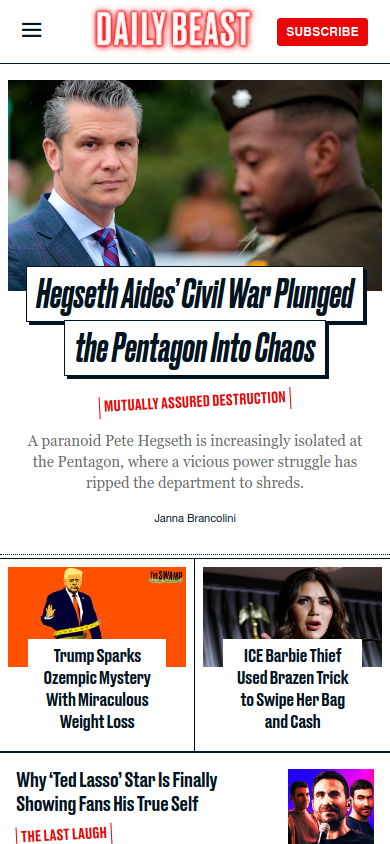 DAILY BEAST
SUBSCRIBE
Hegseth Aides’ Civil War Plunged
the Pentagon Into Chaos
MUTUALLY ASSURED DESTRUCTION
A paranoid Pete Hegseth is increasingly isolated at
the Pentagon, where a vicious power struggle has
ripped the department to shreds.
Janna Brancolini
THE SWAMP
Trump Sparks
Ozempic Mystery
With Miraculous
Weight Loss
ICE Barbie Thief
Used Brazen Trick
to Swipe Her Bag
and Cash
Why ‘Ted Lasso’ Star Is Finally
Showing Fans His True Self
THE LAST LAUGH